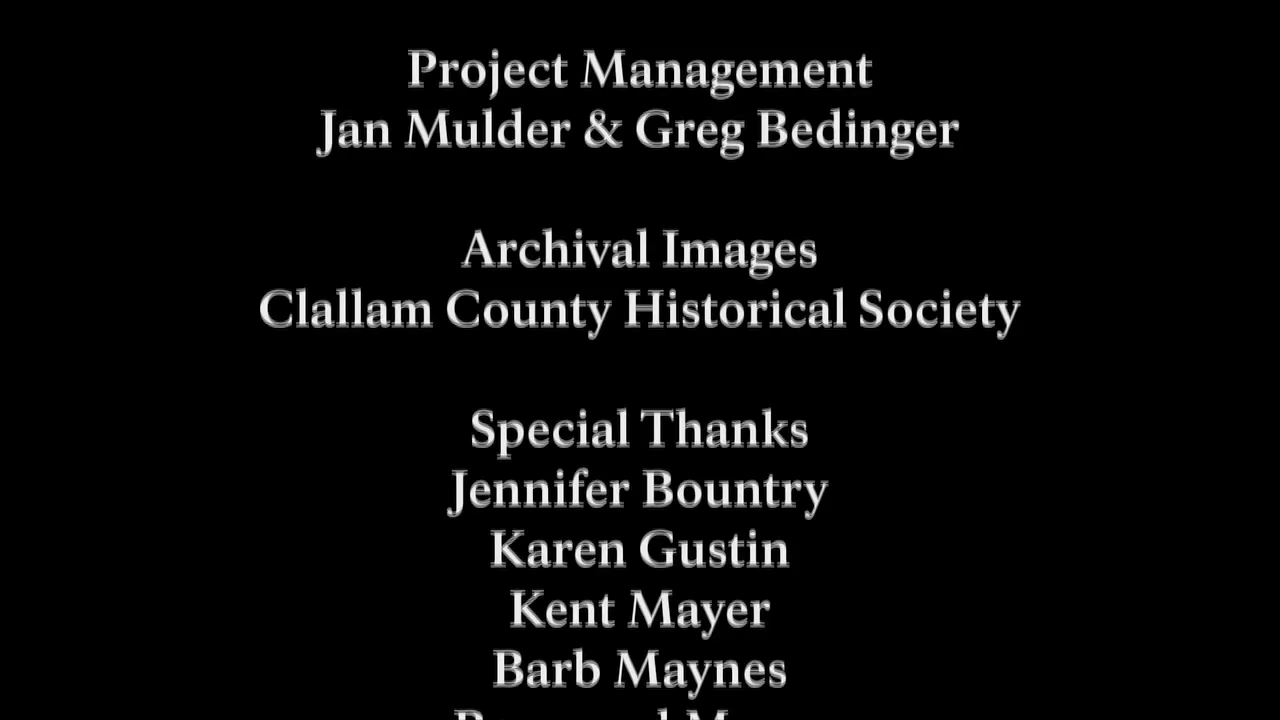 Project Management
Jan Mulder & Greg Bedinger
Archival Images
Clallam County Historical Society
Special Thanks
Jennifer Bountry
Karen Gustin
Kent Mayer
Barb Maynes